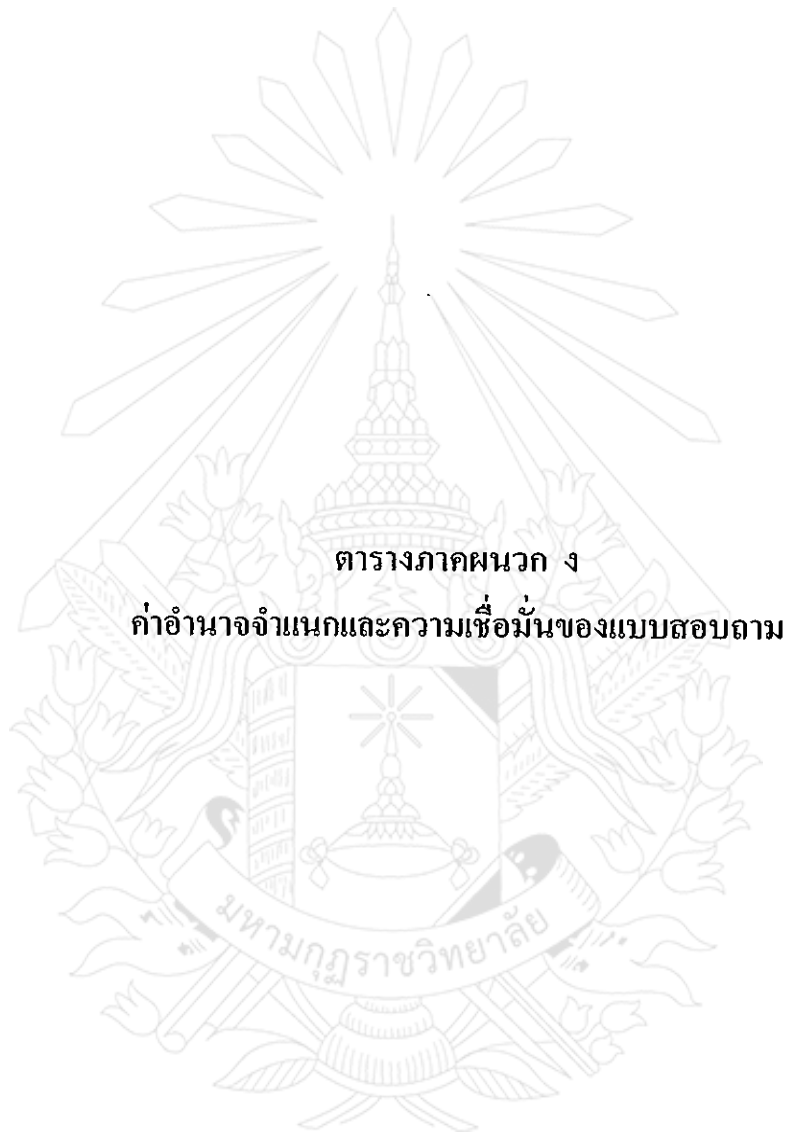 ตารางภาคผนวก ง
ค่าอำนาจจำแนกและความเชื่อมั่นของแบบสอบถาม
มหามกุฏราชวิทยาลัย